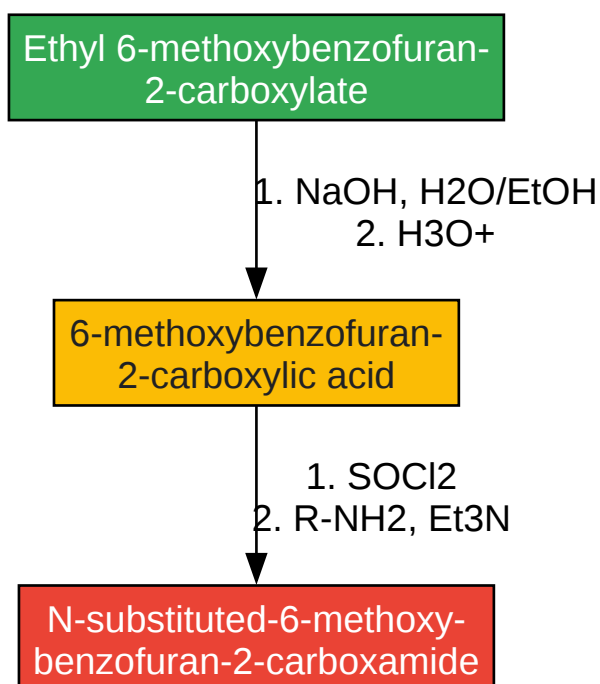 Ethyl 6-methoxybenzofuran-
2-carboxylate
1. NaOH, H2O/EtOH
2. H3O+
6-methoxybenzofuran-
2-carboxylic acid
1. SOCl2
2. R-NH2, Et3N
N-substituted-6-methoxy-
benzofuran-2-carboxamide